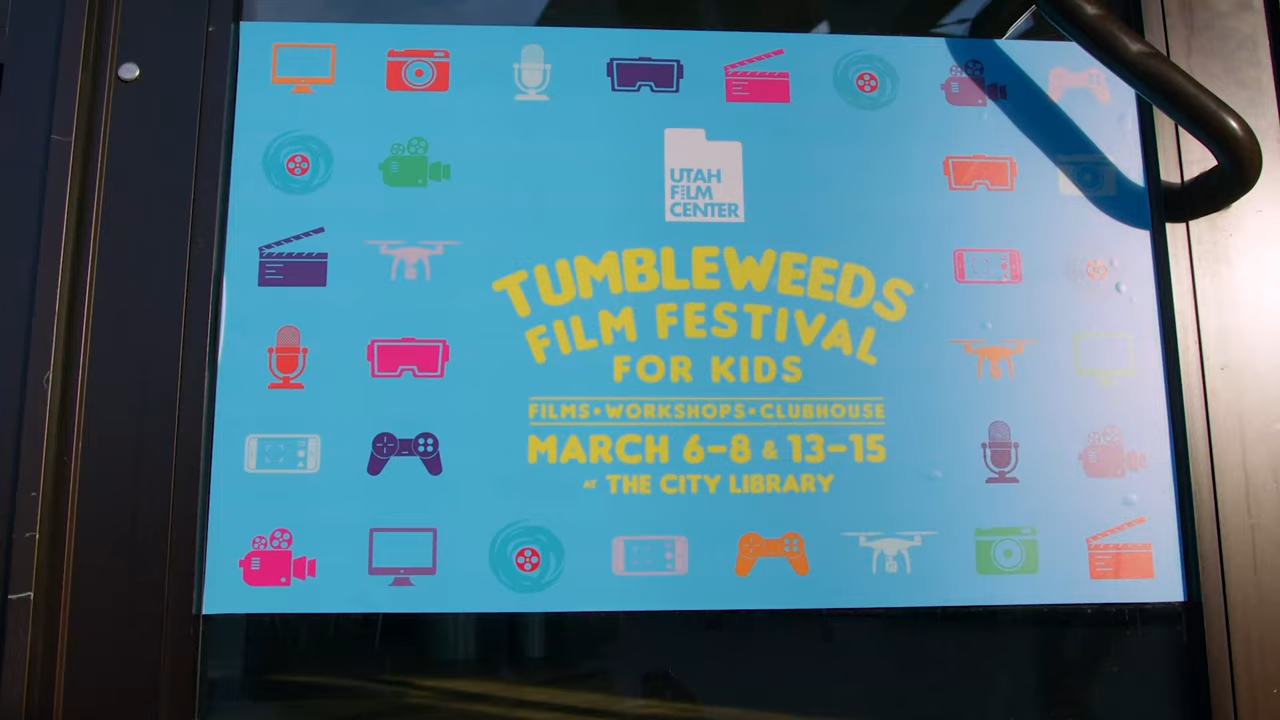 UTAH
FILM
CENTER
TUMBLEWEEDS
FILM FESTIVAL
FOR KIDS
FILMS•WORKSHOPS•CLUBHOUSE
MARCH 6–8 & 13–15
AT THE CITY LIBRARY